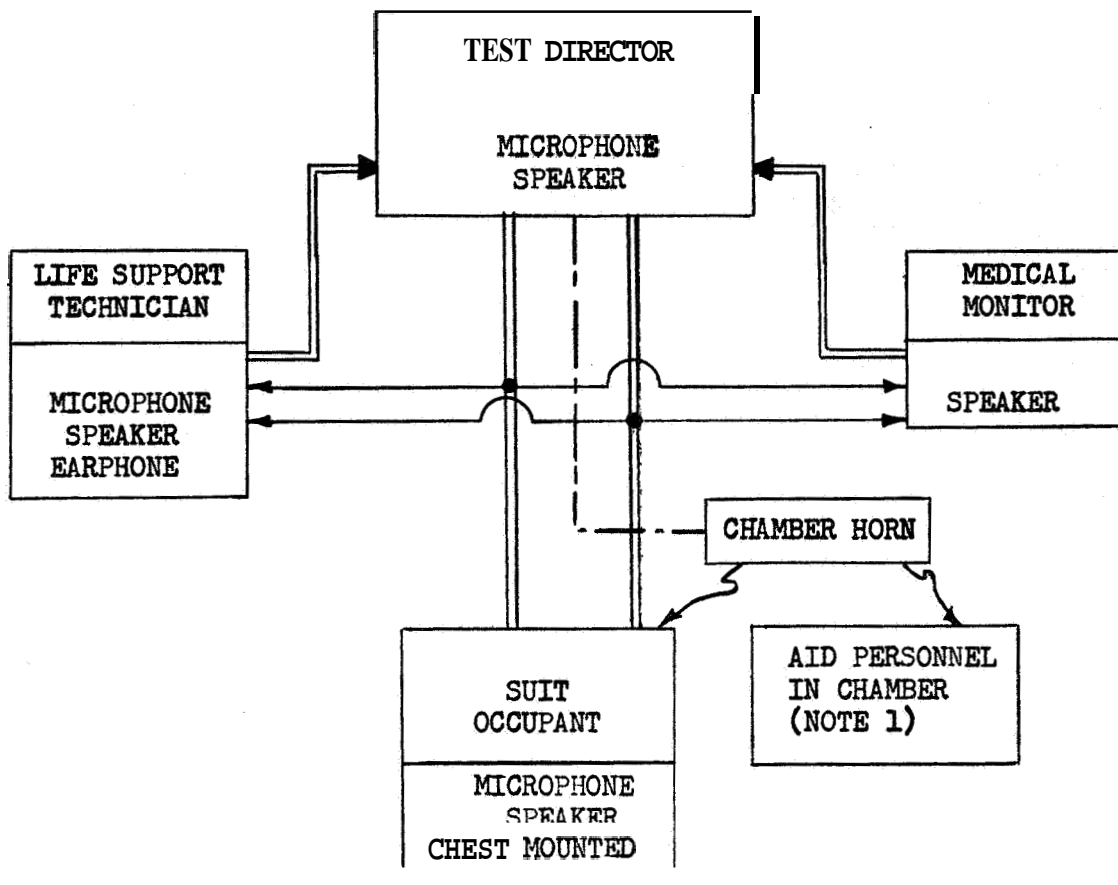 TEST DIRECTOR
MICROPHONE
SPEAKER
LIFE SUPPORT
TECHNICIAN
MICROPHONE
SPEAKER
EARPHONE
MEDICAL
MONITOR
SPEAKER
CHAMBER HORN
AID PERSONNEL
IN CHAMBER
(NOTE 1)
SUIT
OCCUPANT
MICROPHONE
SPEAKER
CHEST MOUNTED